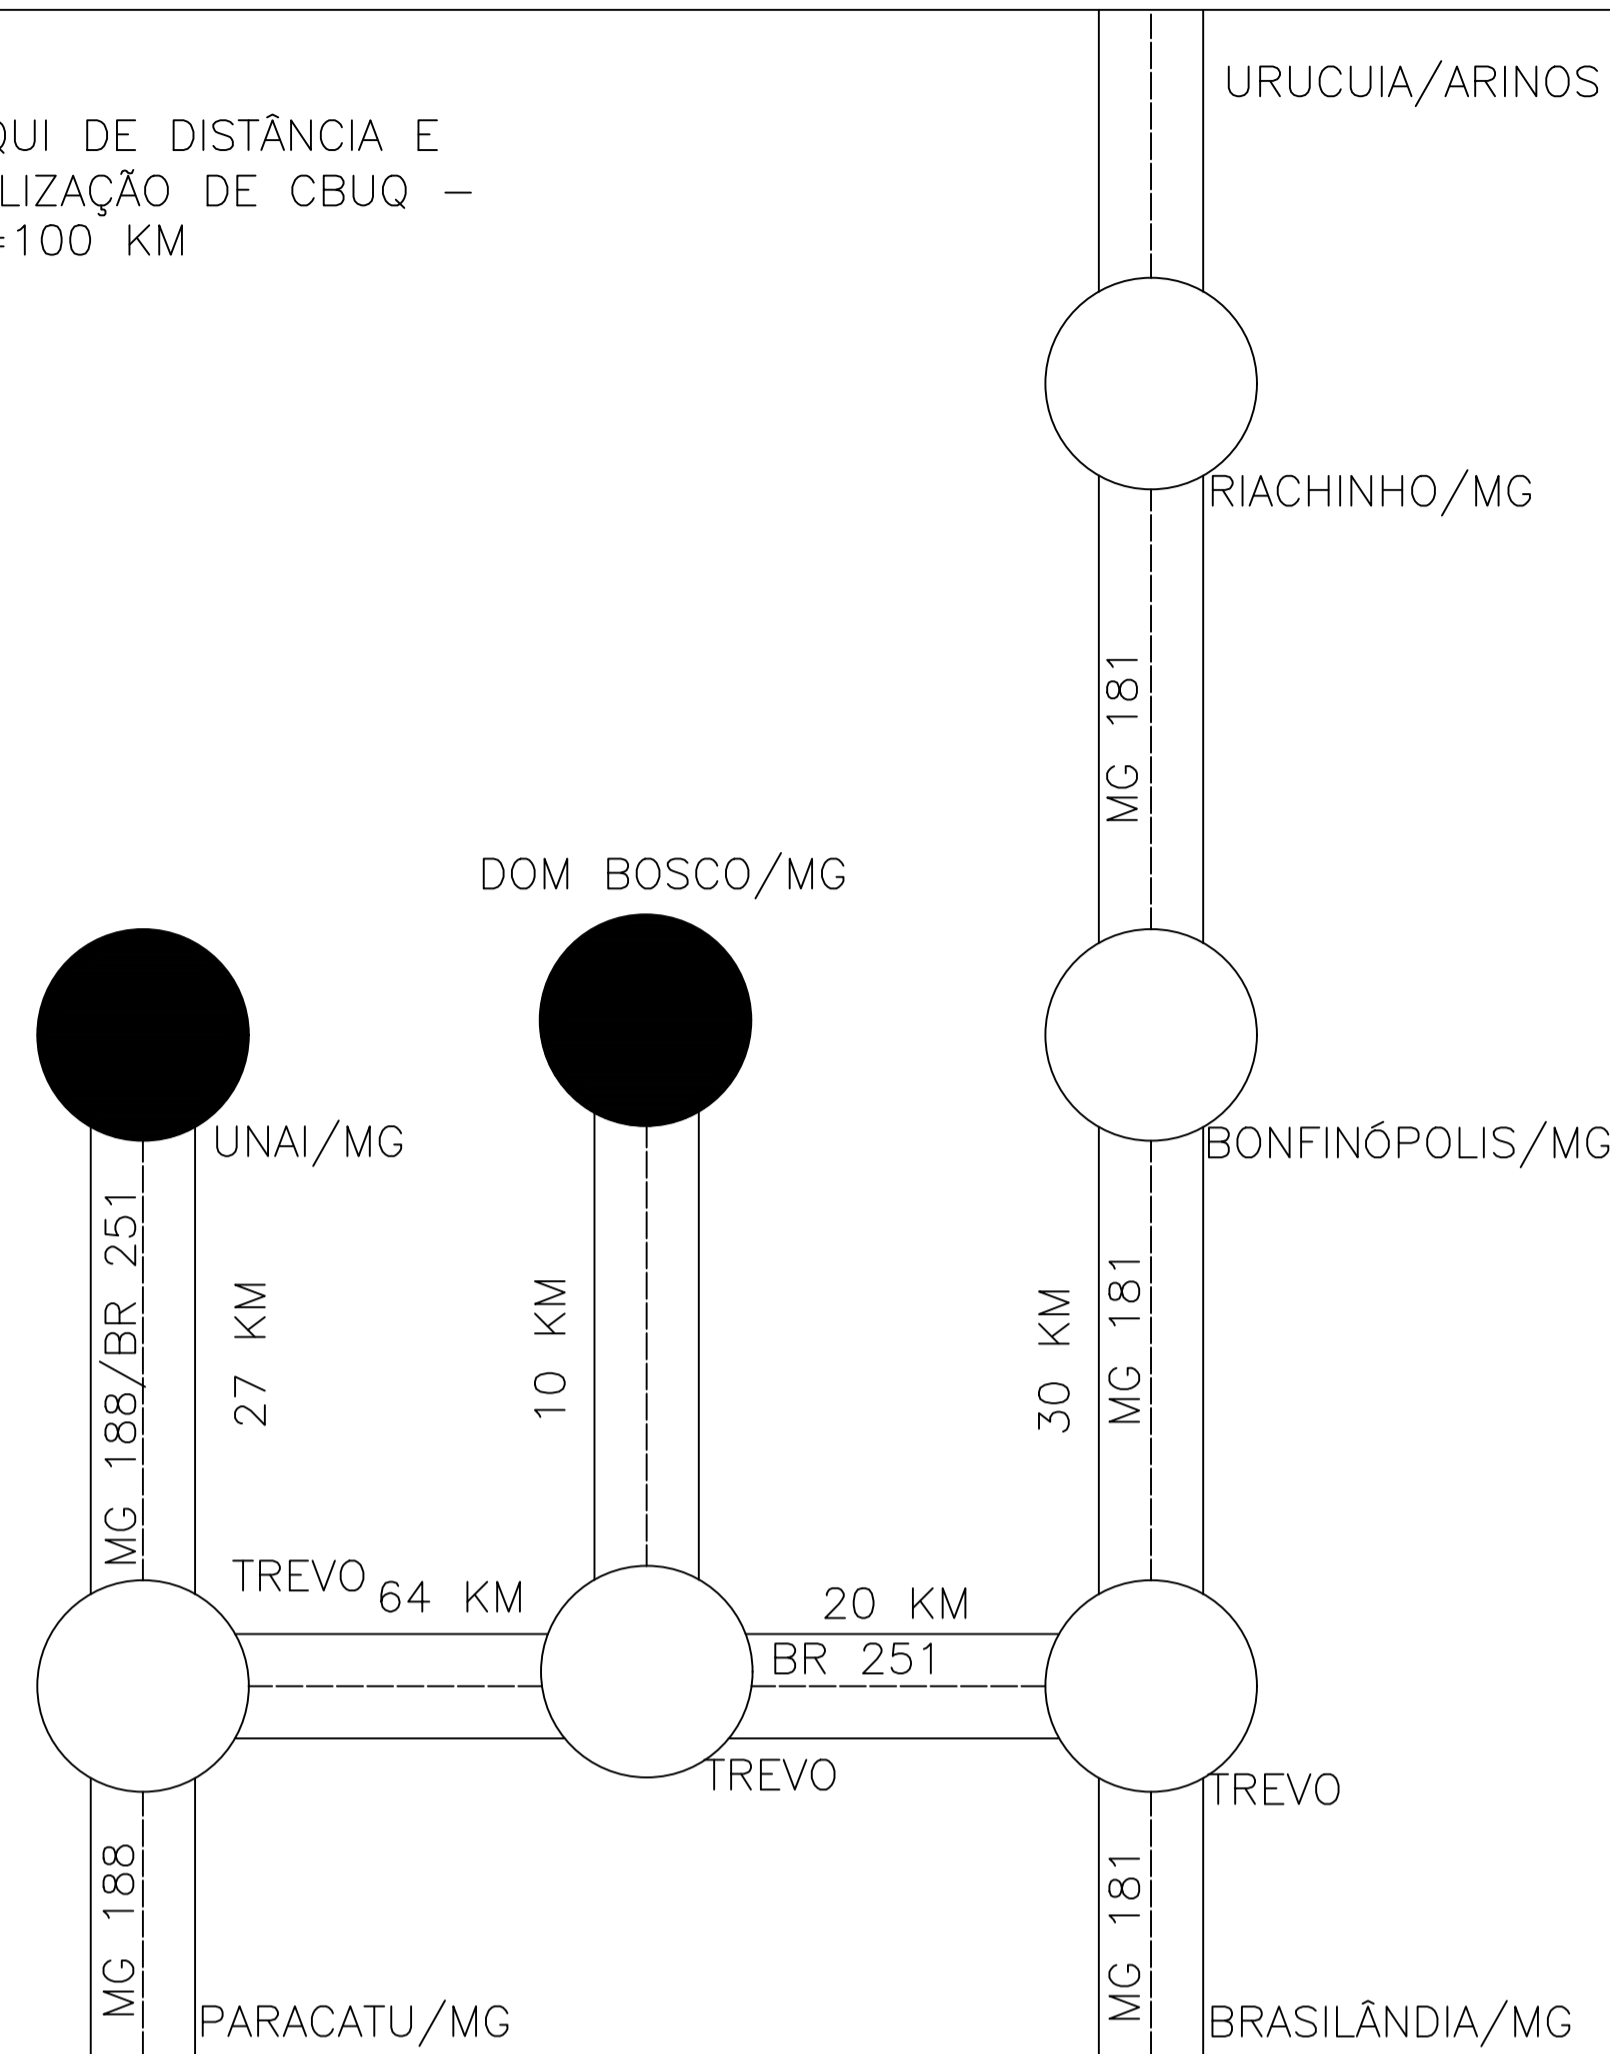 URUCUIA/ARINOS
QUI DE DISTÂNCIA E
LIZAÇÃO DE CBUQ –
=100 KM
RIACHINHO/MG
MG 181
DOM BOSCO/MG
UNAI/MG
BONFINÓPOLIS/MG
MG 188/BR 251
27 KM
10 KM
30 KM
MG 181
TREVO
64 KM
20 KM
BR 251
TREVO
TREVO
MG 188
MG 181
PARACATU/MG
BRASILÂNDIA/MG